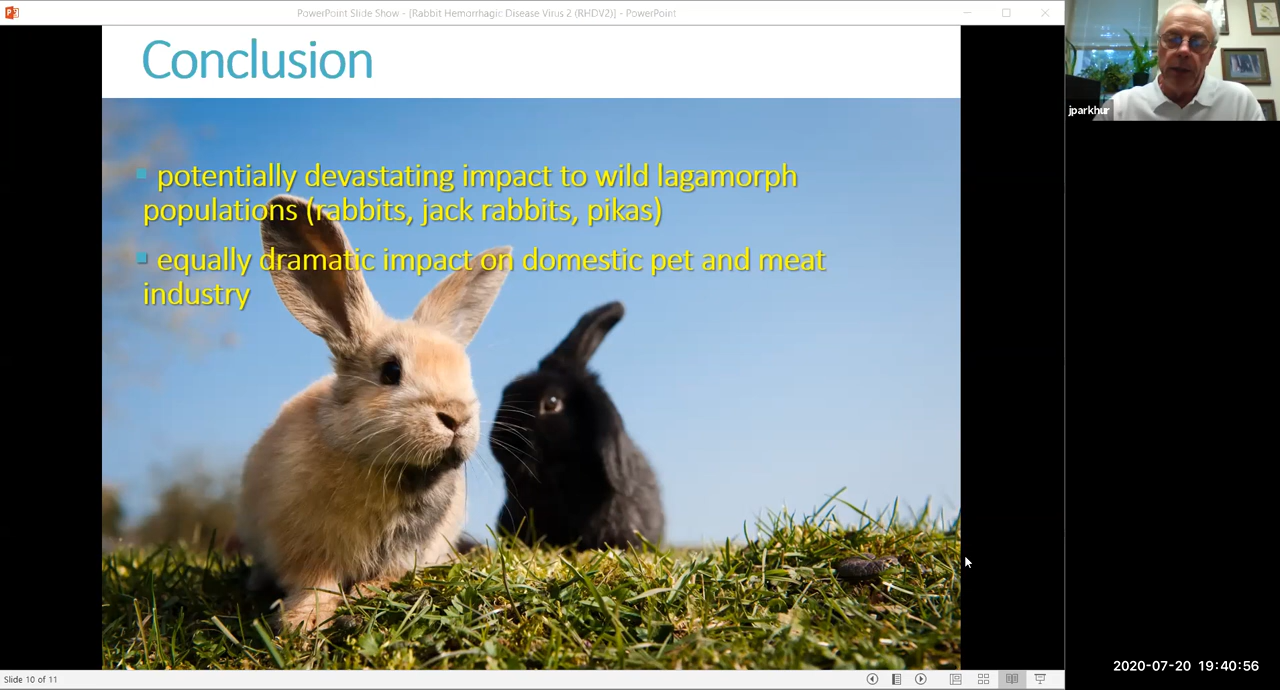 PowerPoint Slide Show - [Rabbit Hemorrhagic Disease Virus 2 (RHDV2)] - PowerPoint
Conclusion
potentially devastating impact to wild lagamorph
populations (rabbits, jack rabbits, pikas)
equally dramatic impact on domestic pet and meat
industry
jparkhur
Slide 10 of 11
2020-07-20 19:40:56